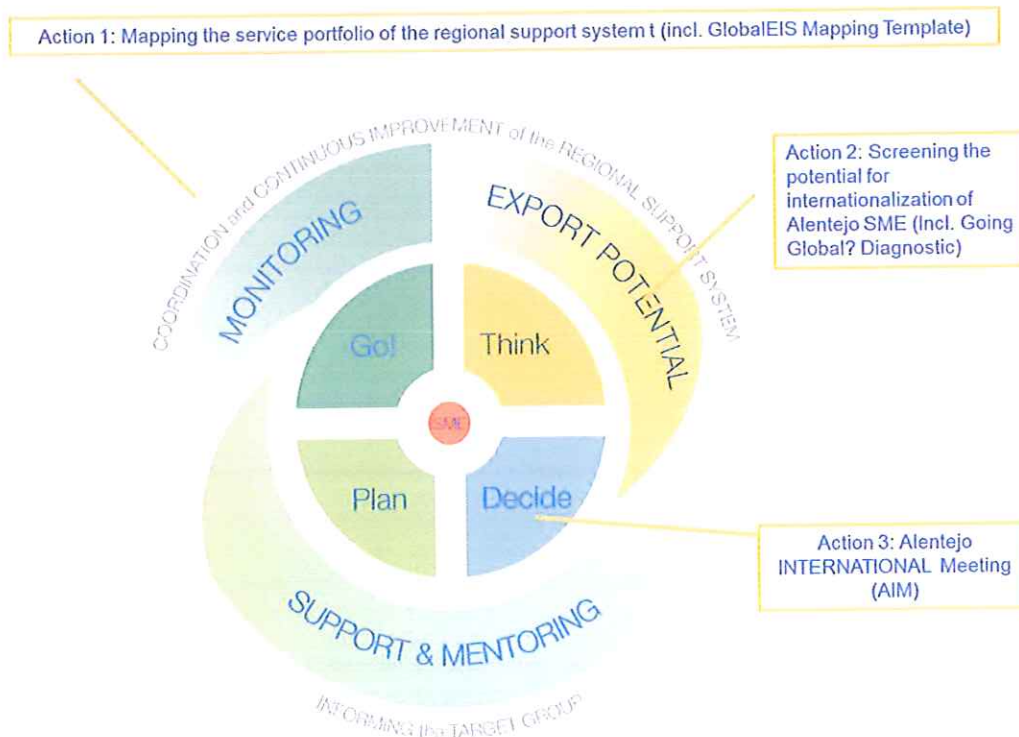 Action 1: Mapping the service portfolio of the regional support system t (incl. GlobalEIS Mapping Template)
COORDINATION and CONTINUOUS IMPROVEMENT of the REGIONAL SUPPORT SYSTEM
Action 2: Screening the
potential for
internationalization of
Alentejo SME (Incl. Going
Global? Diagnostic)
MONITORING
EXPORT POTENTIAL
Go!
Think
SME
Plan
Decide
Action 3: Alentejo
INTERNATIONAL Meeting
(AIM)
SUPPORT & MENTORING
INFORMING the TARGET GROUP